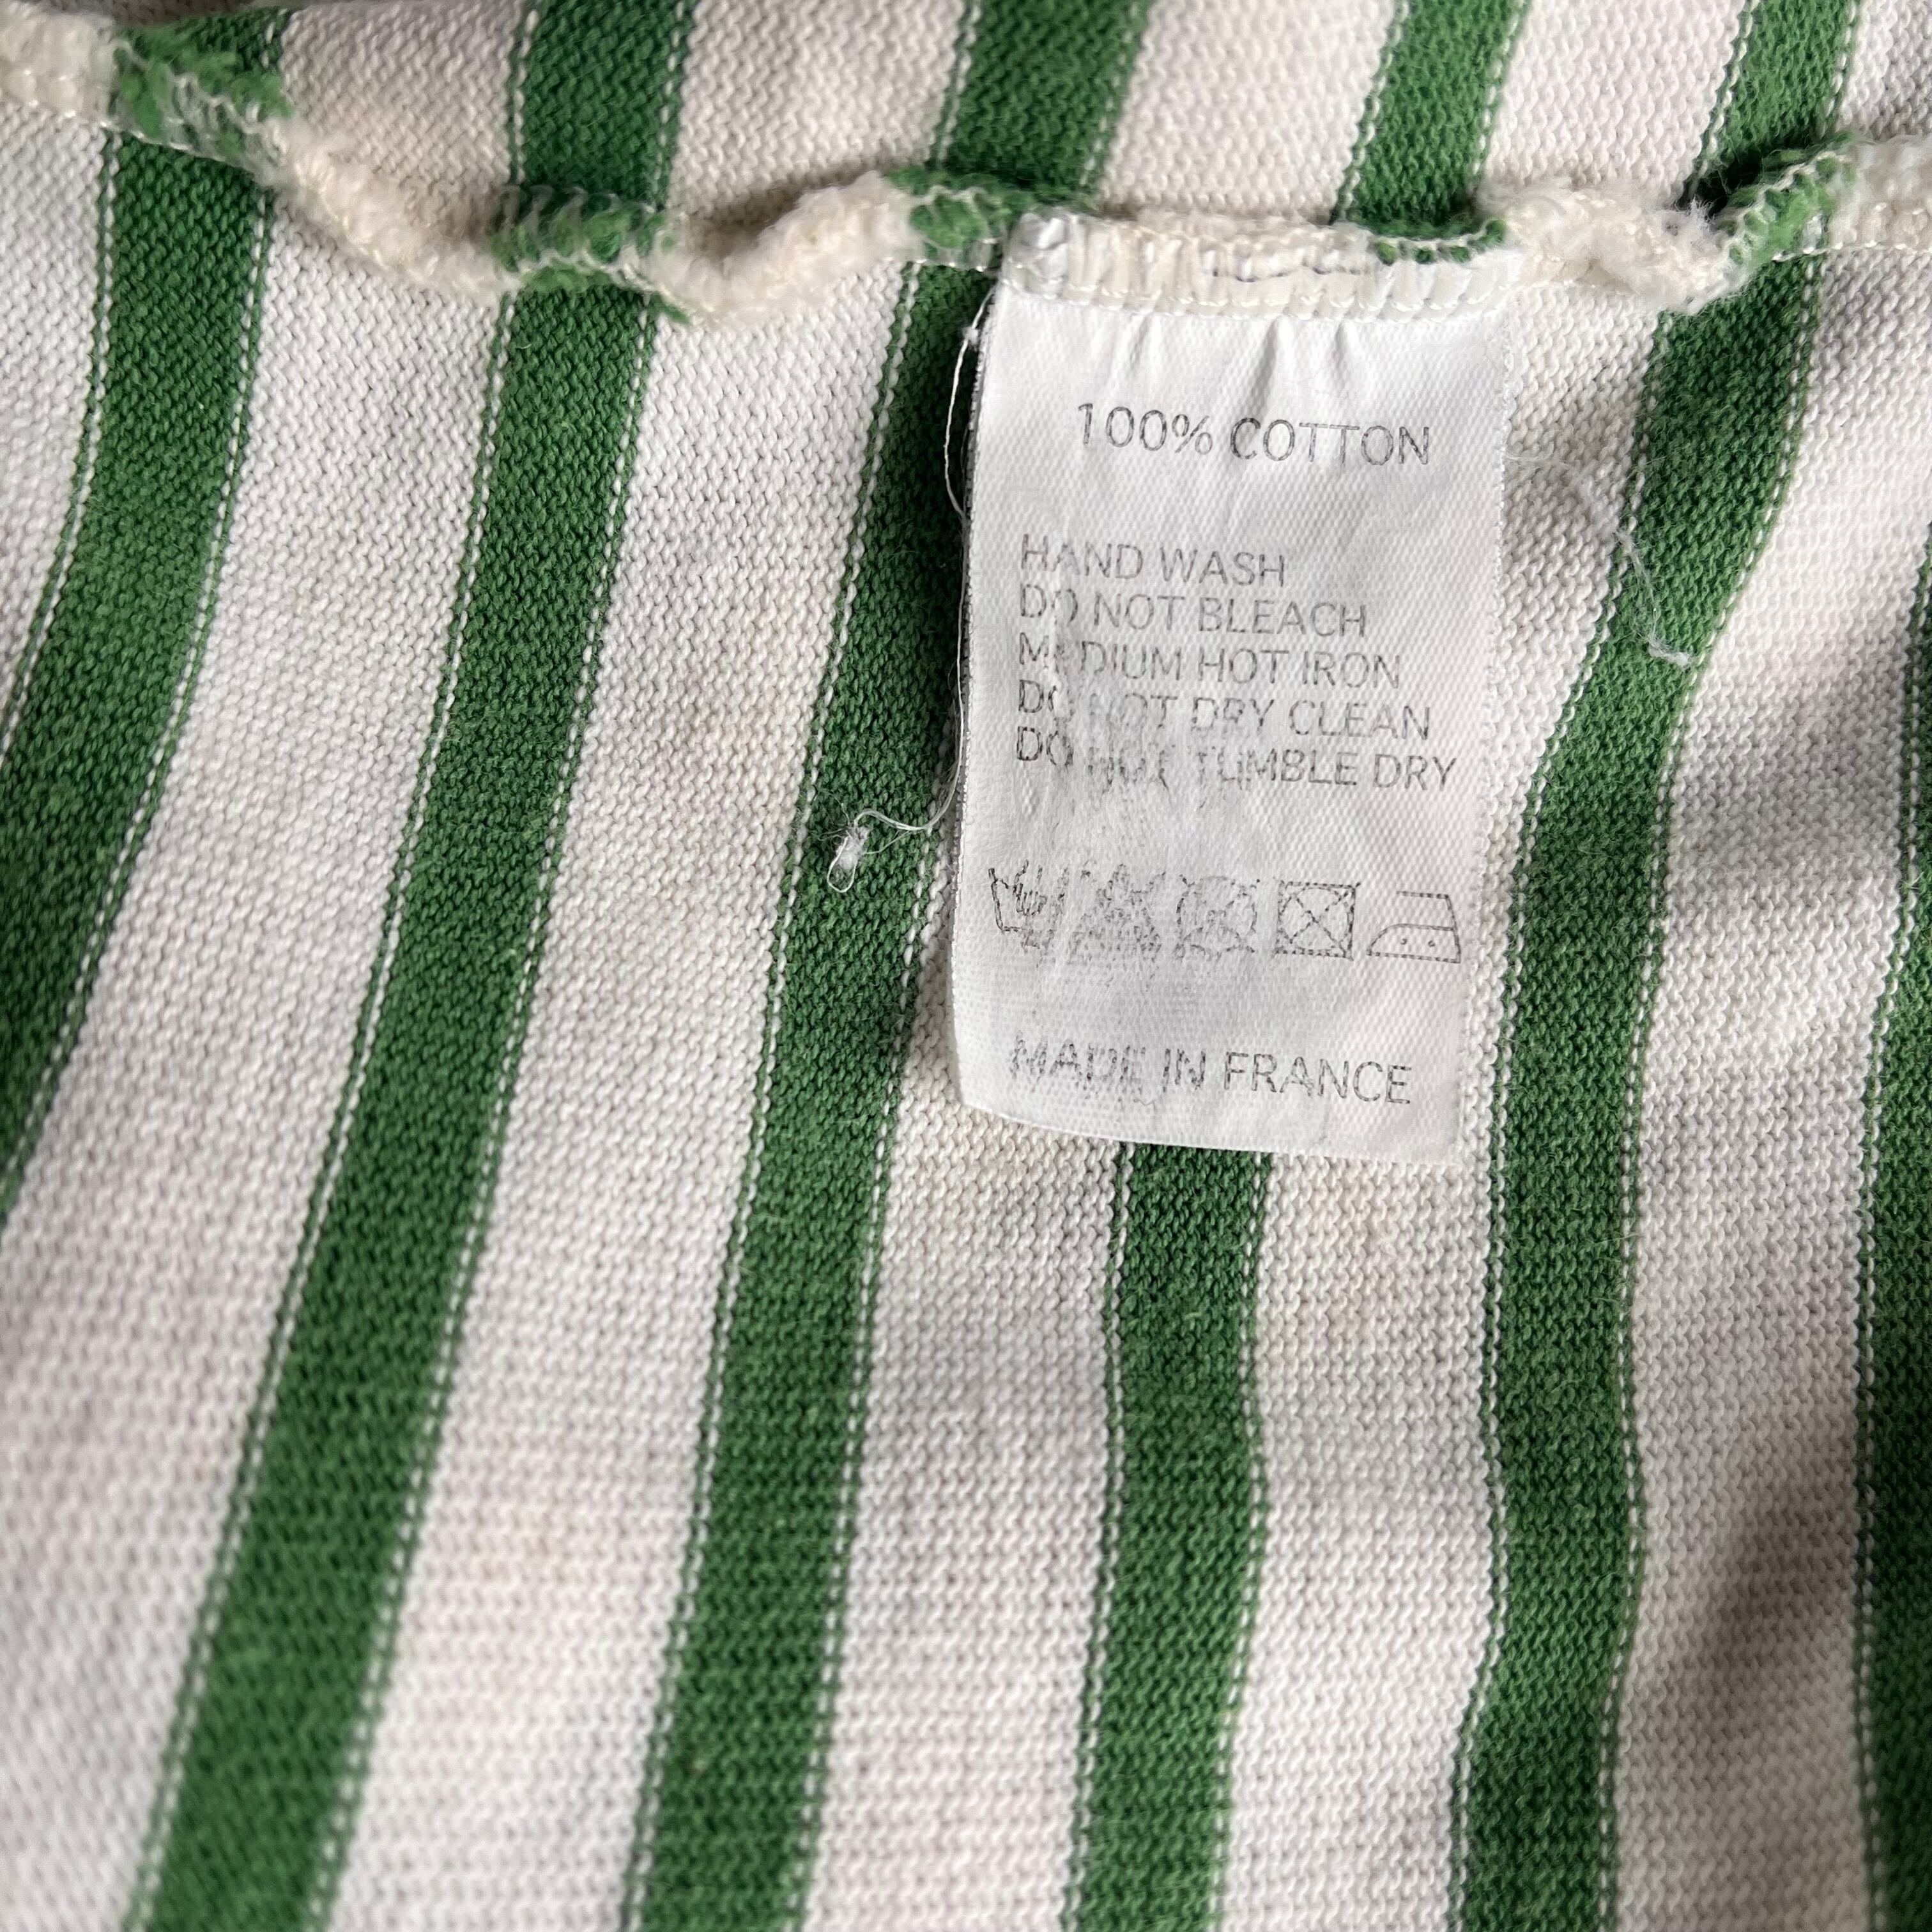 100% COTTON
HAND WASH
DO NOT BLEACH
MEDIUM HOT IRON
DO NOT DRY CLEAN
DO NOT TUMBLE DRY
MADE IN FRANCE